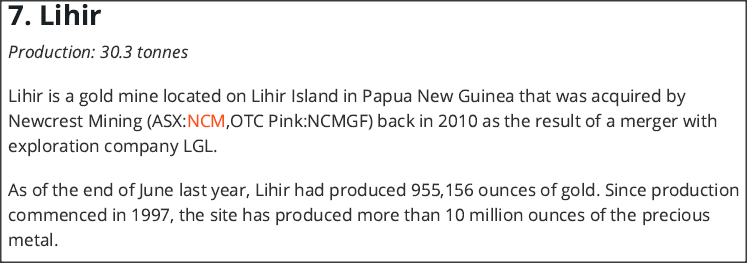 7. Lihir
Production: 30.3 tonnes
Lihir is a gold mine located on Lihir Island in Papua New Guinea that was acquired by
Newcrest Mining (ASX:NCM,OTC Pink:NCMGF) back in 2010 as the result of a merger with
exploration company LGL.
As of the end of June last year, Lihir had produced 955,156 ounces of gold. Since production
commenced in 1997, the site has produced more than 10 million ounces of the precious
metal.